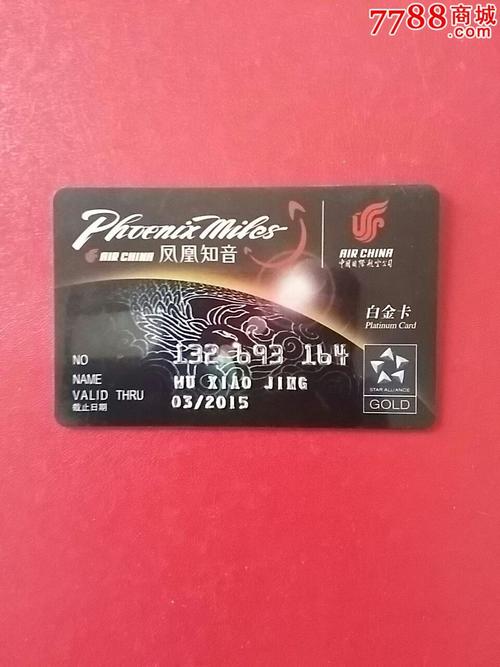 7788商城
Phoenix Miles
AIR CHINA 凤凰知音
AIR CHINA
中国国际航空公司
白金卡
Platinum Card
NO 132 693 164
NAME HU XIAO JING
VALID THRU 03/2015
截止日期
STAR ALLIANCE
GOLD